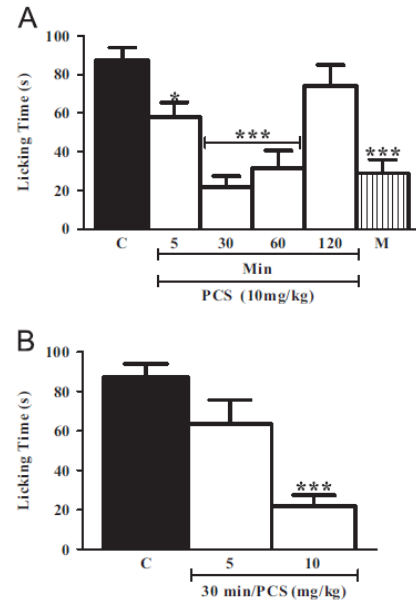 A
Licking Time (s)
100
80
60
40
20
0
*
***
***
C 5 30 60 120 M
Min
PCS (10mg/kg)
B
Licking Time (s)
100
80
60
40
20
0
***
C 5 10
30 min/PCS (mg/kg)